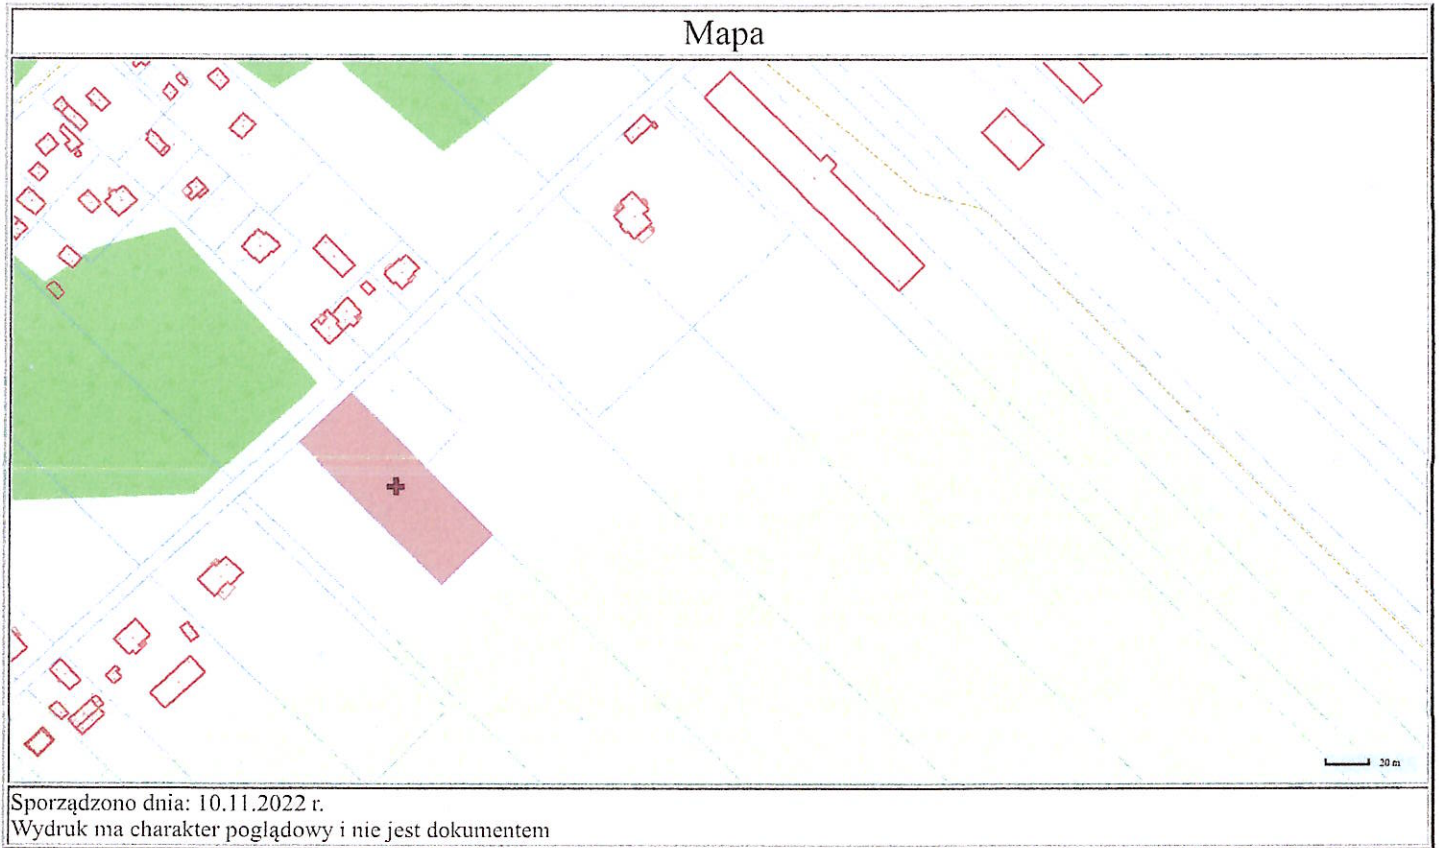 Mapa
20 m
Sporządzono dnia: 10.11.2022 r.
Wydruk ma charakter poglądowy i nie jest dokumentem